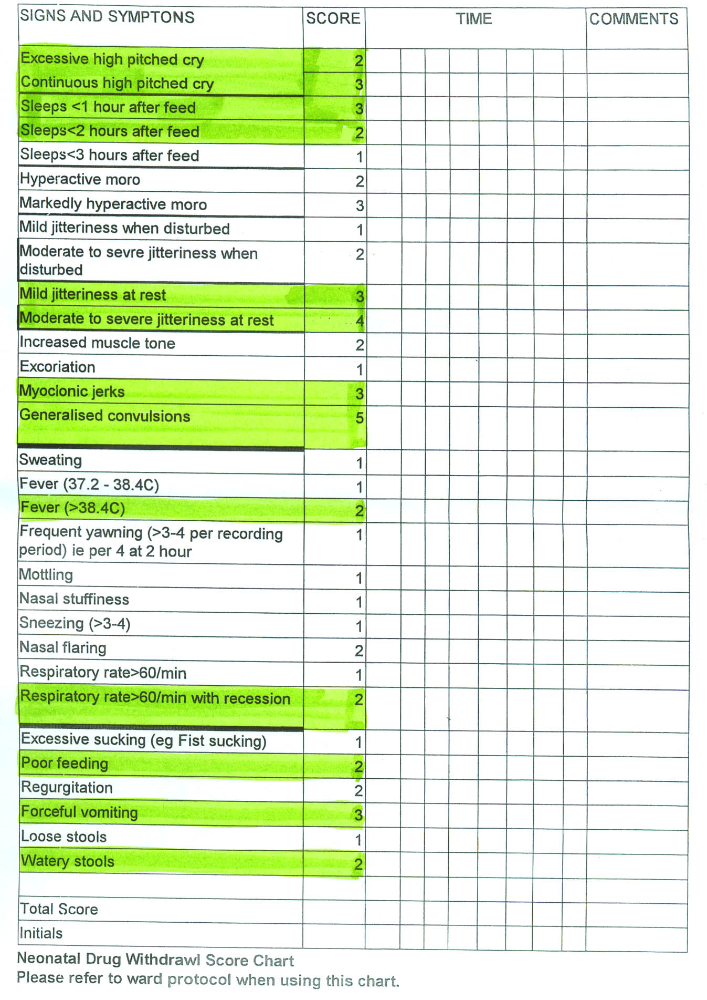 SIGNS AND SYMPTONS SCORE TIME COMMENTS
Excessive high pitched cry 2
Continuous high pitched cry 3
Sleeps <1 hour after feed 3
Sleeps<2 hours after feed 2
Sleeps<3 hours after feed 1
Hyperactive moro 2
Markedly hyperactive moro 3
Mild jitteriness when disturbed 1
Moderate to sevre jitteriness when 2
disturbed
Mild jitteriness at rest 3
Moderate to severe jitteriness at rest 4
Increased muscle tone 2
Excoriation 1
Myoclonic jerks 3
Generalised convulsions 5
Sweating 1
Fever (37.2 - 38.4C) 1
Fever (>38.4C) 2
Frequent yawning (>3-4 per recording 1
period) ie per 4 at 2 hour
Mottling 1
Nasal stuffiness 1
Sneezing (>3-4) 1
Nasal flaring 2
Respiratory rate>60/min 1
Respiratory rate>60/min with recession 2
Excessive sucking (eg Fist sucking) 1
Poor feeding 2
Regurgitation 2
Forceful vomiting 3
Loose stools 1
Watery stools 2
Total Score
Initials
Neonatal Drug Withdrawl Score Chart
Please refer to ward protocol when using this chart.